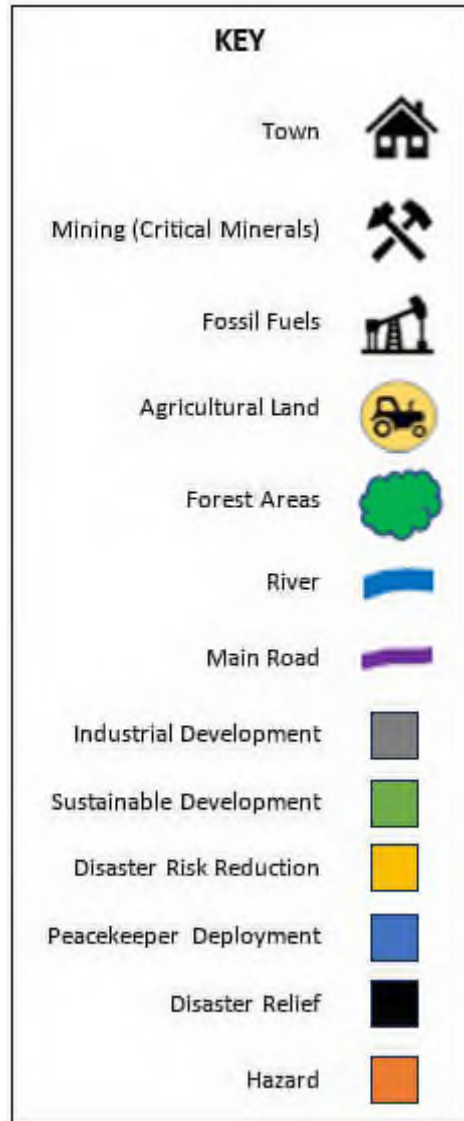 KEY
Town
Mining (Critical Minerals)
Fossil Fuels
Agricultural Land
Forest Areas
River
Main Road
Industrial Development
Sustainable Development
Disaster Risk Reduction
Peacekeeper Deployment
Disaster Relief
Hazard